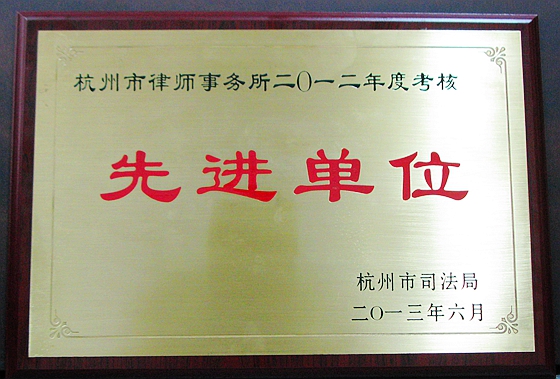 杭州市律师事务所二〇一二年度考核
先进单位
杭州市司法局
二〇一三年六月